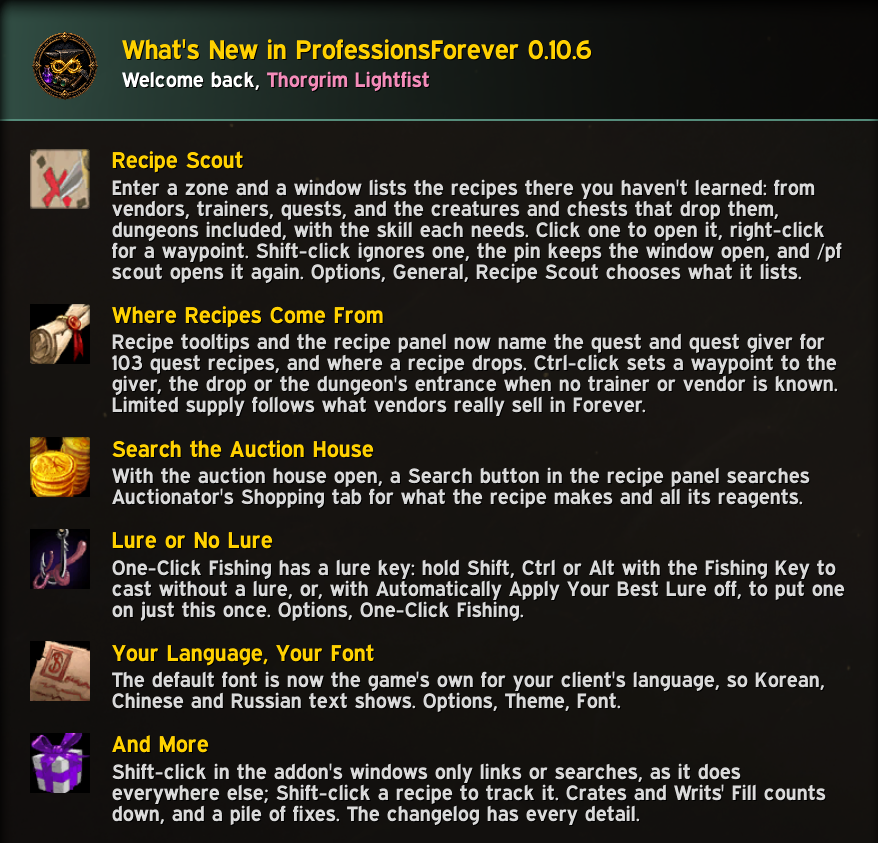 What's New in ProfessionsForever 0.10.6
Welcome back, Thorgrim Lightfist
Recipe Scout
Enter a zone and a window lists the recipes there you haven't learned: from
vendors, trainers, quests, and the creatures and chests that drop them,
dungeons included, with the skill each needs. Click one to open it, right-click
for a waypoint. Shift-click ignores one, the pin keeps the window open, and /pf
scout opens it again. Options, General, Recipe Scout chooses what it lists.
Where Recipes Come From
Recipe tooltips and the recipe panel now name the quest and quest giver for
103 quest recipes, and where a recipe drops. Ctrl-click sets a waypoint to the
giver, the drop or the dungeon's entrance when no trainer or vendor is known.
Limited supply follows what vendors really sell in Forever.
Search the Auction House
With the auction house open, a Search button in the recipe panel searches
Auctionator's Shopping tab for what the recipe makes and all its reagents.
Lure or No Lure
One-Click Fishing has a lure key: hold Shift, Ctrl or Alt with the Fishing Key to
cast without a lure, or, with Automatically Apply Your Best Lure off, to put one
on just this once. Options, One-Click Fishing.
Your Language, Your Font
The default font is now the game's own for your client's language, so Korean,
Chinese and Russian text shows. Options, Theme, Font.
And More
Shift-click in the addon's windows only links or searches, as it does
everywhere else; Shift-click a recipe to track it. Crates and Writs' Fill counts
down, and a pile of fixes. The changelog has every detail.